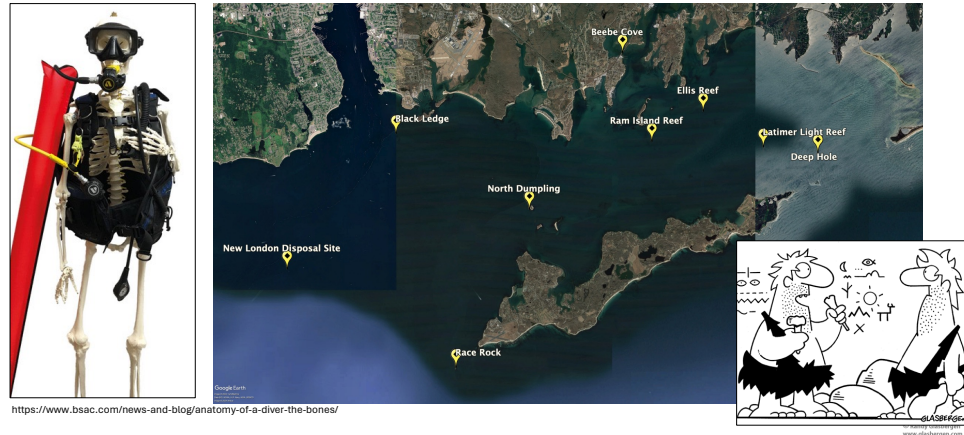 Beebe Cove
Ellis Reef
Black Ledge
Ram Island Reef
Latimer Light Reef
Deep Hole
North Dumpling
New London Disposal Site
Race Rock
Google Earth
GLASBERGEN
© Randy Glasbergen
www.glasbergen.com
https://www.bsac.com/news-and-blog/anatomy-of-a-diver-the-bones/